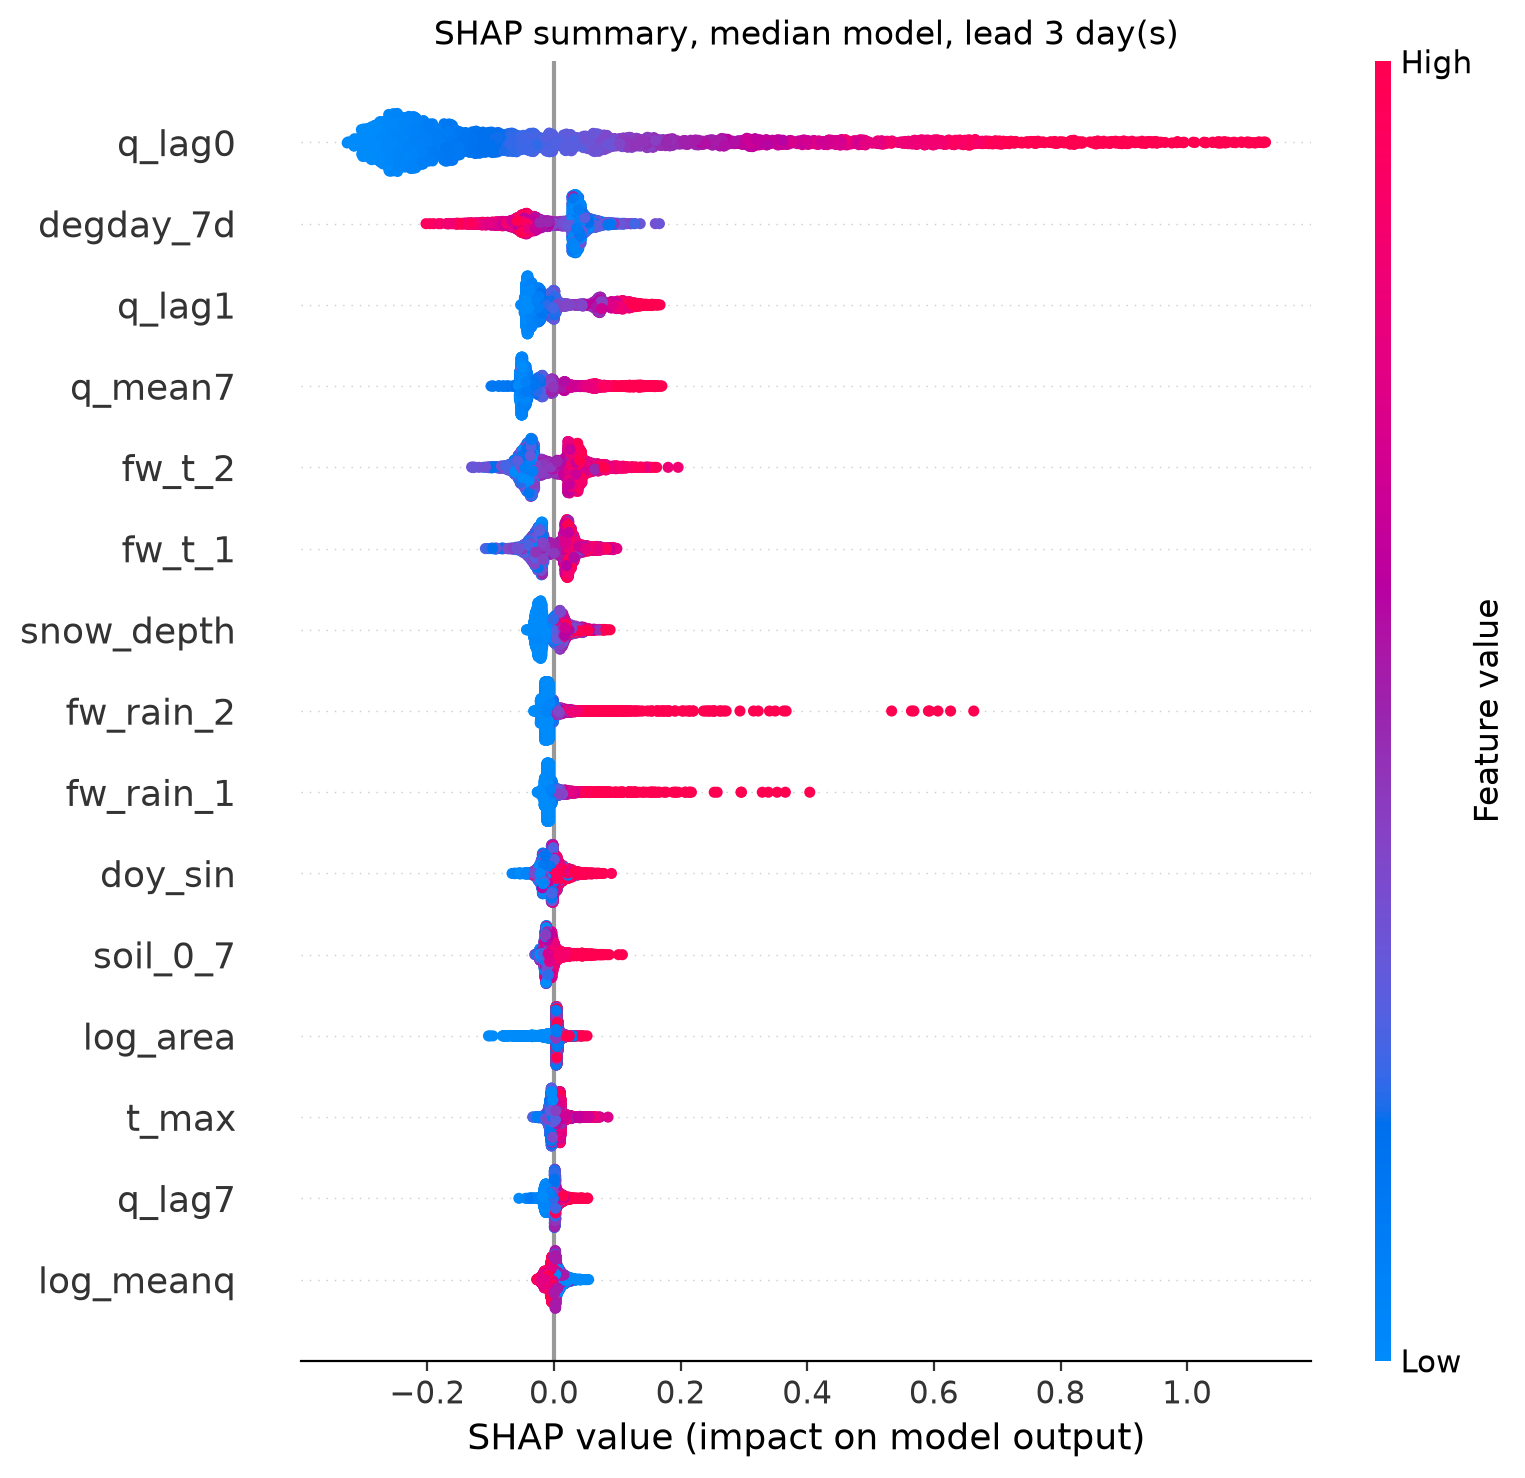 SHAP summary, median model, lead 3 day(s)
High
q_lag0
degday_7d
q_lag1
q_mean7
fw_t_2
fw_t_1
snow_depth
fw_rain_2
fw_rain_1
doy_sin
soil_0_7
log_area
t_max
q_lag7
log_meanq
Feature value
Low
−0.2 0.0 0.2 0.4 0.6 0.8 1.0
SHAP value (impact on model output)